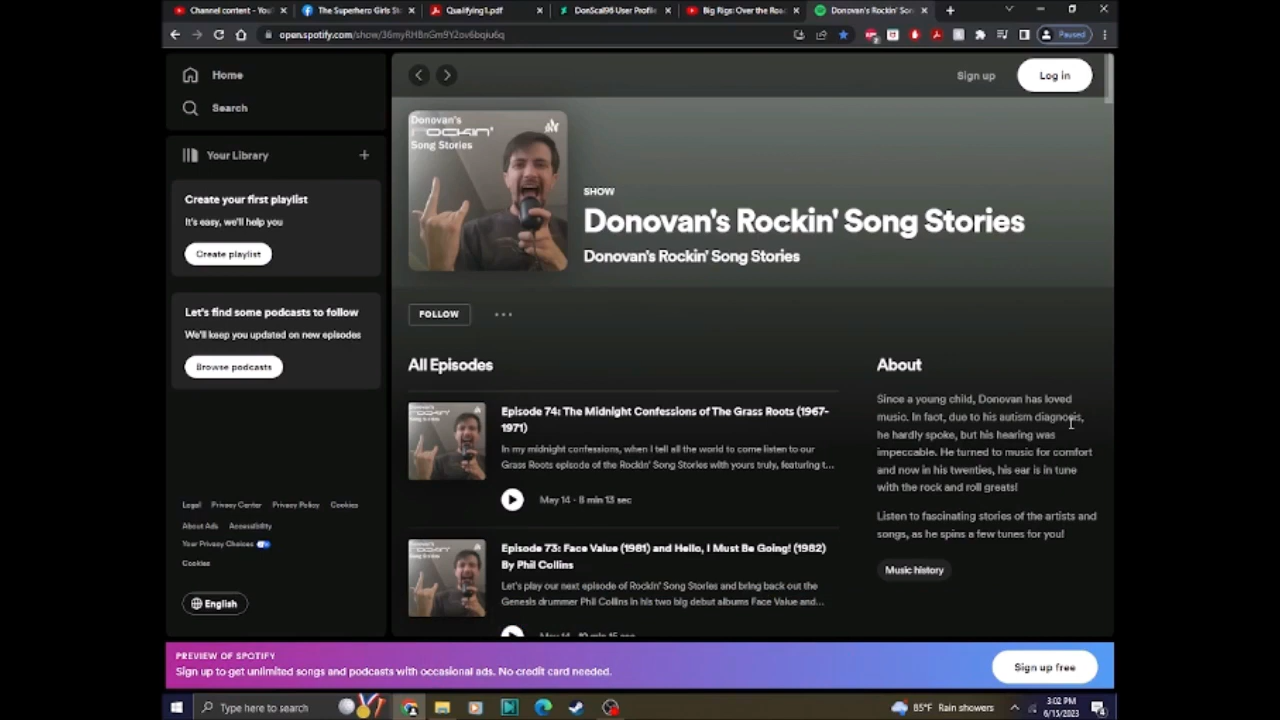 Channel content - You
The Superhero Girls St
Qualifying1.pdf
DonScal96 User Profile
Big Rigs: Over the Roa
Donovan's Rockin' Song
open.spotify.com/show/36myRH8nGm9Y2ov6bqiu6q
Paused
Home
Search
Your Library
Create your first playlist
It's easy, we'll help you
Create playlist
Let's find some podcasts to follow
We'll keep you updated on new episodes
Browse podcasts
Legal Privacy Center Privacy Policy Cookies
About Ads Accessibility
Your Privacy Choices
Cookies
English
Sign up
Log in
Donovan's
rockin'
Song Stories
SHOW
Donovan's Rockin' Song Stories
Donovan's Rockin' Song Stories
FOLLOW
All Episodes
Episode 74: The Midnight Confessions of The Grass Roots (1967-
1971)
In my midnight confessions, when I tell all the world to come listen to our
Grass Roots episode of the Rockin' Song Stories with yours truly, featuring t...
May 14 · 8 min 13 sec
Episode 73: Face Value (1981) and Hello, I Must Be Going! (1982)
By Phil Collins
Let's play our next episode of Rockin' Song Stories and bring back out the
Genesis drummer Phil Collins in his two big debut albums Face Value and...
About
Since a young child, Donovan has loved
music. In fact, due to his autism diagnosis,
he hardly spoke, but his hearing was
impeccable. He turned to music for comfort
and now in his twenties, his ear is in tune
with the rock and roll greats!
Listen to fascinating stories of the artists and
songs, as he spins a few tunes for you!
Music history
PREVIEW OF SPOTIFY
Sign up to get unlimited songs and podcasts with occasional ads. No credit card needed.
Sign up free
Type here to search
85°F Rain showers
3:02 PM
6/15/2023